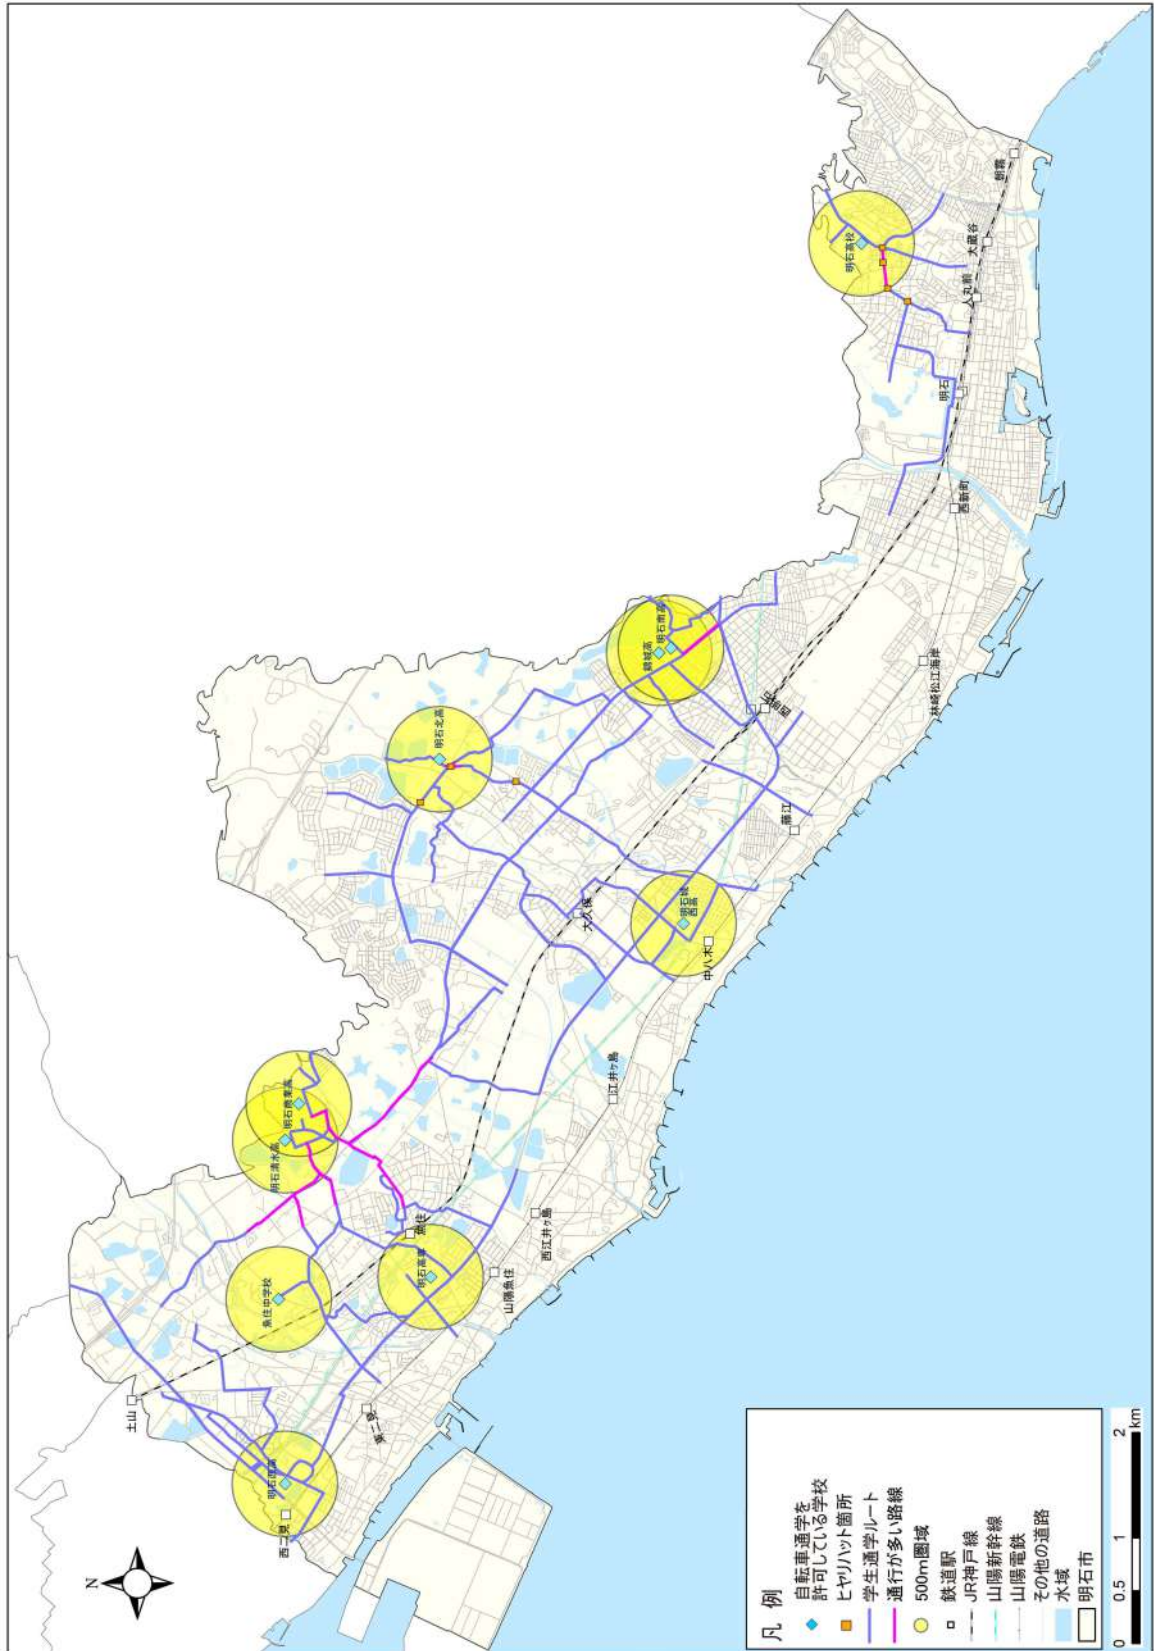 N
土山
西二見
明石西高
東二見
魚住中学校
明石清水高
明石商業高
魚住
明石高専
山陽魚住
西江井ヶ島
江井ヶ島
大久保
中八木
明石城
西高
明石北高
藤江
錦城高
明石南高
西明石
林崎松江海岸
西新町
明石
人丸前
大蔵谷
朝霧
明石高校
凡 例
自転車通学を
許可している学校
ヒヤリハット箇所
学生通学ルート
通行が多い路線
500m圏域
鉄道駅
JR神戸線
山陽新幹線
山陽電鉄
その他の道路
水域
明石市
0 0.5 1 2
km